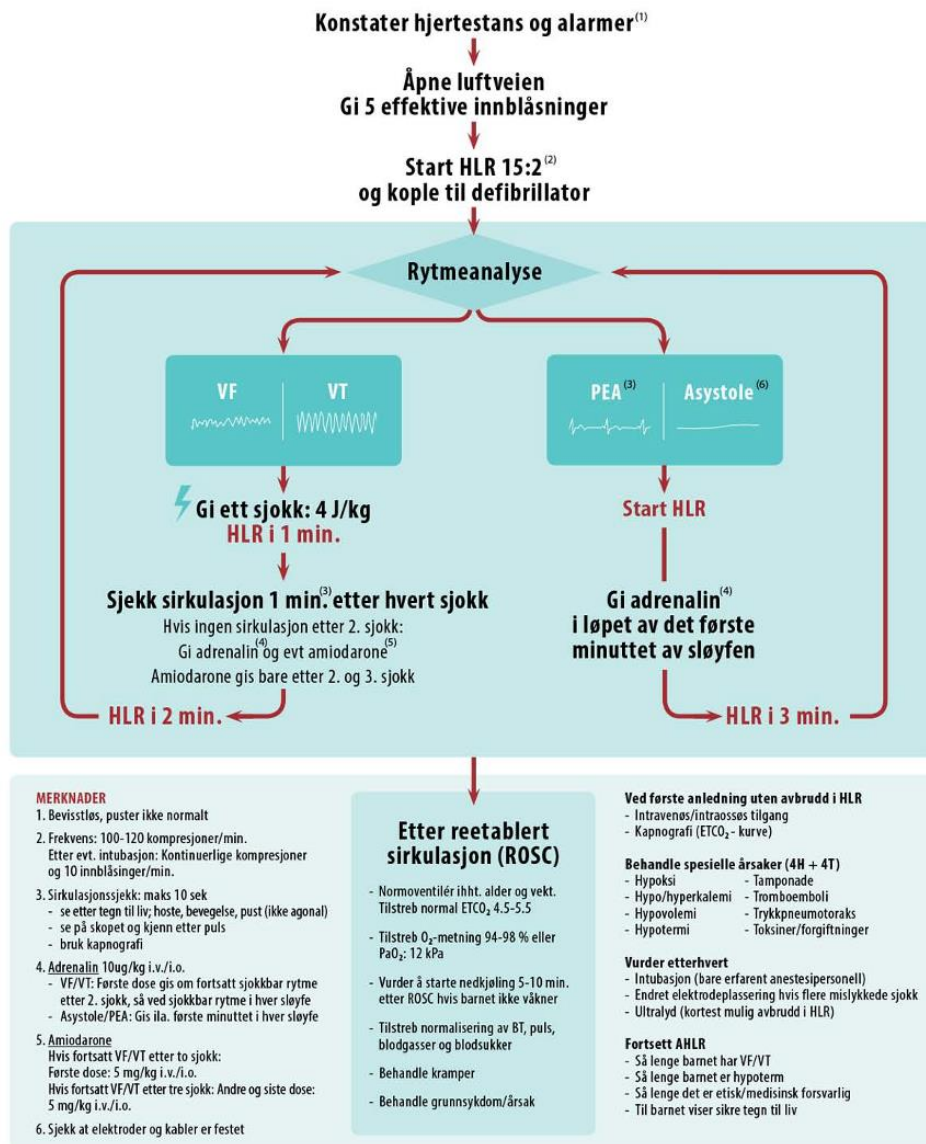 Konstater hjertestans og alarmer(1)
Åpne luftveien
Gi 5 effektive innblåsninger
Start HLR 15:2(2)
og kople til defibrillator
Rytmeanalyse
VF
VT
PEA(3)
Asystole(6)
Gi ett sjokk: 4 J/kg
HLR i 1 min.
Sjekk sirkulasjon 1 min.(3) etter hvert sjokk
Hvis ingen sirkulasjon etter 2. sjokk:
Gi adrenalin(4) og evt amiodarone(5)
Amiodarone gis bare etter 2. og 3. sjokk
HLR i 2 min.
Start HLR
Gi adrenalin(4)
i løpet av det første
minuttet av sløyfen
HLR i 3 min.
MERKNADER
1. Bevisstløs, puster ikke normalt
2. Frekvens: 100-120 kompresjoner/min.
Etter evt. intubasjon: Kontinuerlige kompresjoner
og 10 innblåsinger/min.
3. Sirkulasjonssjekk: maks 10 sek
- se etter tegn til liv; hoste, bevegelse, pust (ikke agonal)
- se på skopet og kjenn etter puls
- bruk kapnografi
4. Adrenalin 10ug/kg i.v./i.o.
- VF/VT: Første dose gis om fortsatt sjokkbar rytme
etter 2. sjokk, så ved sjokkbar rytme i hver sløyfe
- Asystole/PEA: Gis ila. første minuttet i hver sløyfe
5. Amiodarone
Hvis fortsatt VF/VT etter to sjokk:
Første dose: 5 mg/kg i.v./i.o.
Hvis fortsatt VF/VT etter tre sjokk: Andre og siste dose:
5 mg/kg i.v./i.o.
6. Sjekk at elektroder og kabler er festet
Etter reetablert
sirkulasjon (ROSC)
- Normoventilér ihht. alder og vekt.
Tilstreb normal ETCO₂ 4.5-5.5
- Tilstreb O₂-metning 94-98 % eller
PaO₂: 12 kPa
- Vurder å starte nedkjøling 5-10 min.
etter ROSC hvis barnet ikke våkner
- Tilstreb normalisering av BT, puls,
blodgasser og blodsukker
- Behandle kramper
- Behandle grunnsykdom/årsak
Ved første anledning uten avbrudd i HLR
- Intravenøs/intraossøs tilgang
- Kapnografi (ETCO₂- kurve)
Behandle spesielle årsaker (4H + 4T)
- Hypoksi
- Hypo/hyperkalemi
- Hypovolemi
- Hypotermi
- Tamponade
- Tromboemboli
- Trykkpneumotoraks
- Toksiner/forgiftninger
Vurder etterhvert
- Intubasjon (bare erfarent anestesipersonell)
- Endret elektrodeplassering hvis flere mislykkede sjokk
- Ultralyd (kortest mulig avbrudd i HLR)
Fortsett AHLR
- Så lenge barnet har VF/VT
- Så lenge barnet er hypoterm
- Så lenge det er etisk/medisinsk forsvarlig
- Til barnet viser sikre tegn til liv